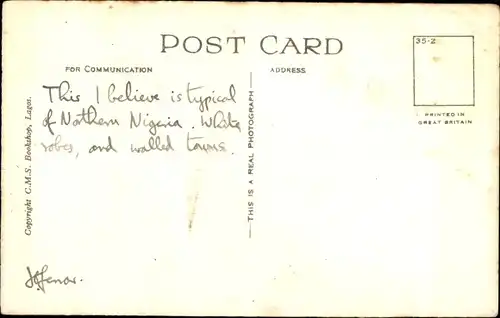 POST CARD
35-2
FOR COMMUNICATION
ADDRESS
This I believe is typical
of Northern Nigeria. White
robes, and walled towns.
PRINTED IN
GREAT BRITAIN
THIS IS A REAL PHOTOGRAPH
Copyright C.M.S. Bookshop, Lagos.